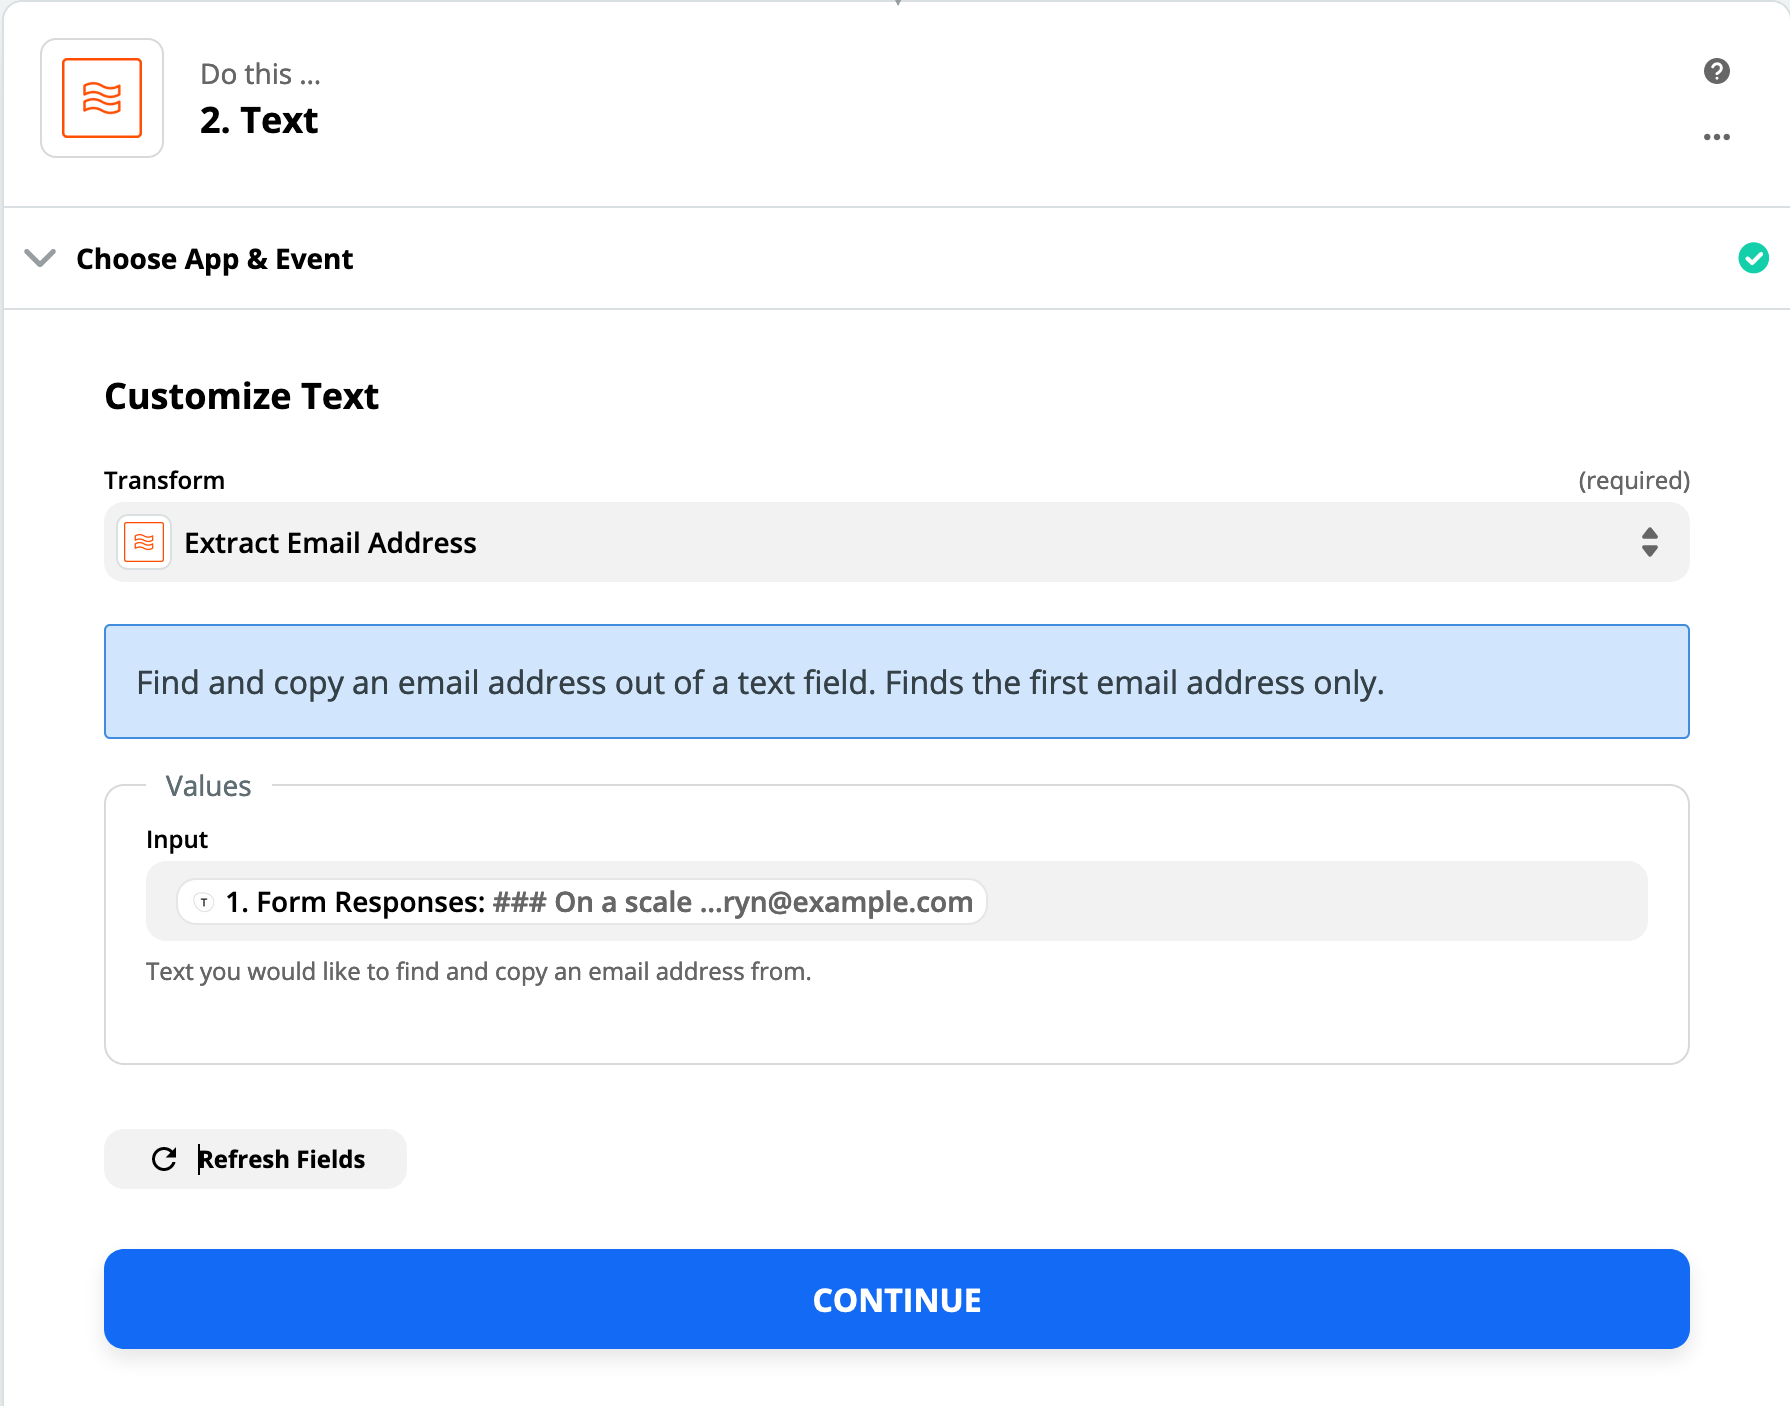 Do this ...
2. Text
Choose App & Event
Customize Text
Transform
(required)
Extract Email Address
Find and copy an email address out of a text field. Finds the first email address only.
Values
Input
T 1. Form Responses: ### On a scale ...ryn@example.com
Text you would like to find and copy an email address from.
Refresh Fields
CONTINUE